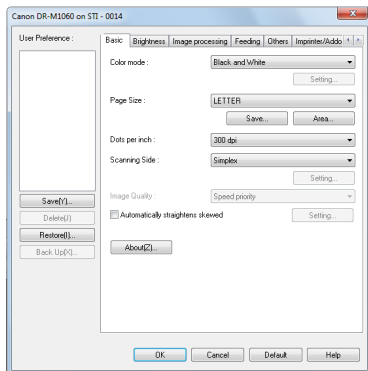 Canon DR-M1060 on STI - 0014
User Preference :
Basic Brightness Image processing Feeding Others Imprinter/Addo
Color mode : Black and White
Setting...
Page Size : LETTER
Save... Area...
Dots per inch : 300 dpi
Scanning Side : Simplex
Setting...
Image Quality : Speed priority
Automatically straightens skewed Setting...
About(Z)...
Save(Y)...
Delete(J)
Restore(I)...
Back Up(X)...
OK Cancel Default Help